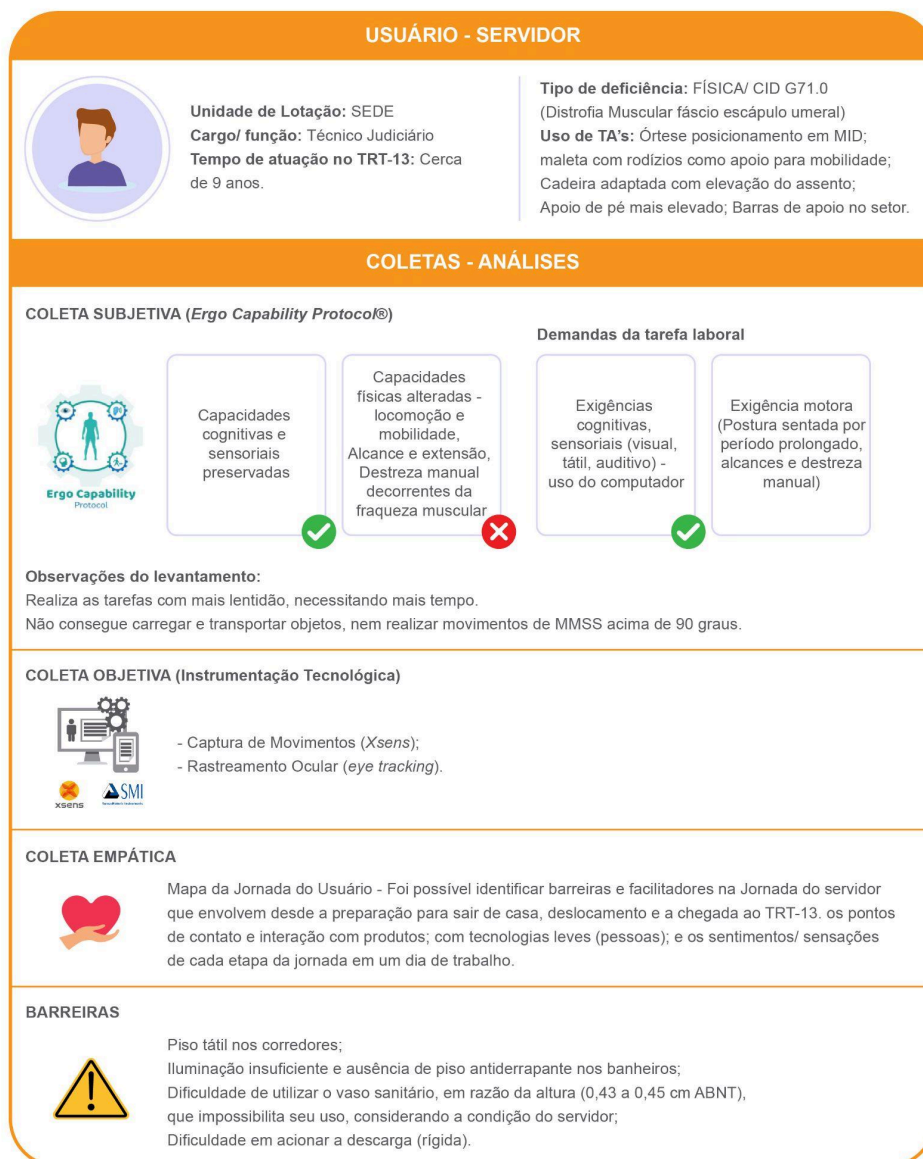 USUÁRIO - SERVIDOR
Unidade de Lotação: SEDE
Cargo/ função: Técnico Judiciário
Tempo de atuação no TRT-13: Cerca
de 9 anos.
Tipo de deficiência: FÍSICA/ CID G71.0
(Distrofia Muscular fáscio escápulo umeral)
Uso de TA's: Órtese posicionamento em MID;
maleta com rodízios como apoio para mobilidade;
Cadeira adaptada com elevação do assento;
Apoio de pé mais elevado; Barras de apoio no setor.
COLETAS - ANÁLISES
COLETA SUBJETIVA (Ergo Capability Protocol®)
Ergo Capability
Protocol
Capacidades
cognitivas e
sensoriais
preservadas
Capacidades
físicas alteradas -
locomoção e
mobilidade,
Alcance e extensão,
Destreza manual
decorrentes da
fraqueza muscular
Demandas da tarefa laboral
Exigências
cognitivas,
sensoriais (visual,
tátil, auditivo) -
uso do computador
Exigência motora
(Postura sentada por
período prolongado,
alcances e destreza
manual)
Observações do levantamento:
Realiza as tarefas com mais lentidão, necessitando mais tempo.
Não consegue carregar e transportar objetos, nem realizar movimentos de MMSS acima de 90 graus.
COLETA OBJETIVA (Instrumentação Tecnológica)
xsens
SMI
- Captura de Movimentos (Xsens);
- Rastreamento Ocular (eye tracking).
COLETA EMPÁTICA
Mapa da Jornada do Usuário - Foi possível identificar barreiras e facilitadores na Jornada do servidor
que envolvem desde a preparação para sair de casa, deslocamento e a chegada ao TRT-13. os pontos
de contato e interação com produtos; com tecnologias leves (pessoas); e os sentimentos/ sensações
de cada etapa da jornada em um dia de trabalho.
BARREIRAS
Piso tátil nos corredores;
Iluminação insuficiente e ausência de piso antiderrapante nos banheiros;
Dificuldade de utilizar o vaso sanitário, em razão da altura (0,43 a 0,45 cm ABNT),
que impossibilita seu uso, considerando a condição do servidor;
Dificuldade em acionar a descarga (rígida).